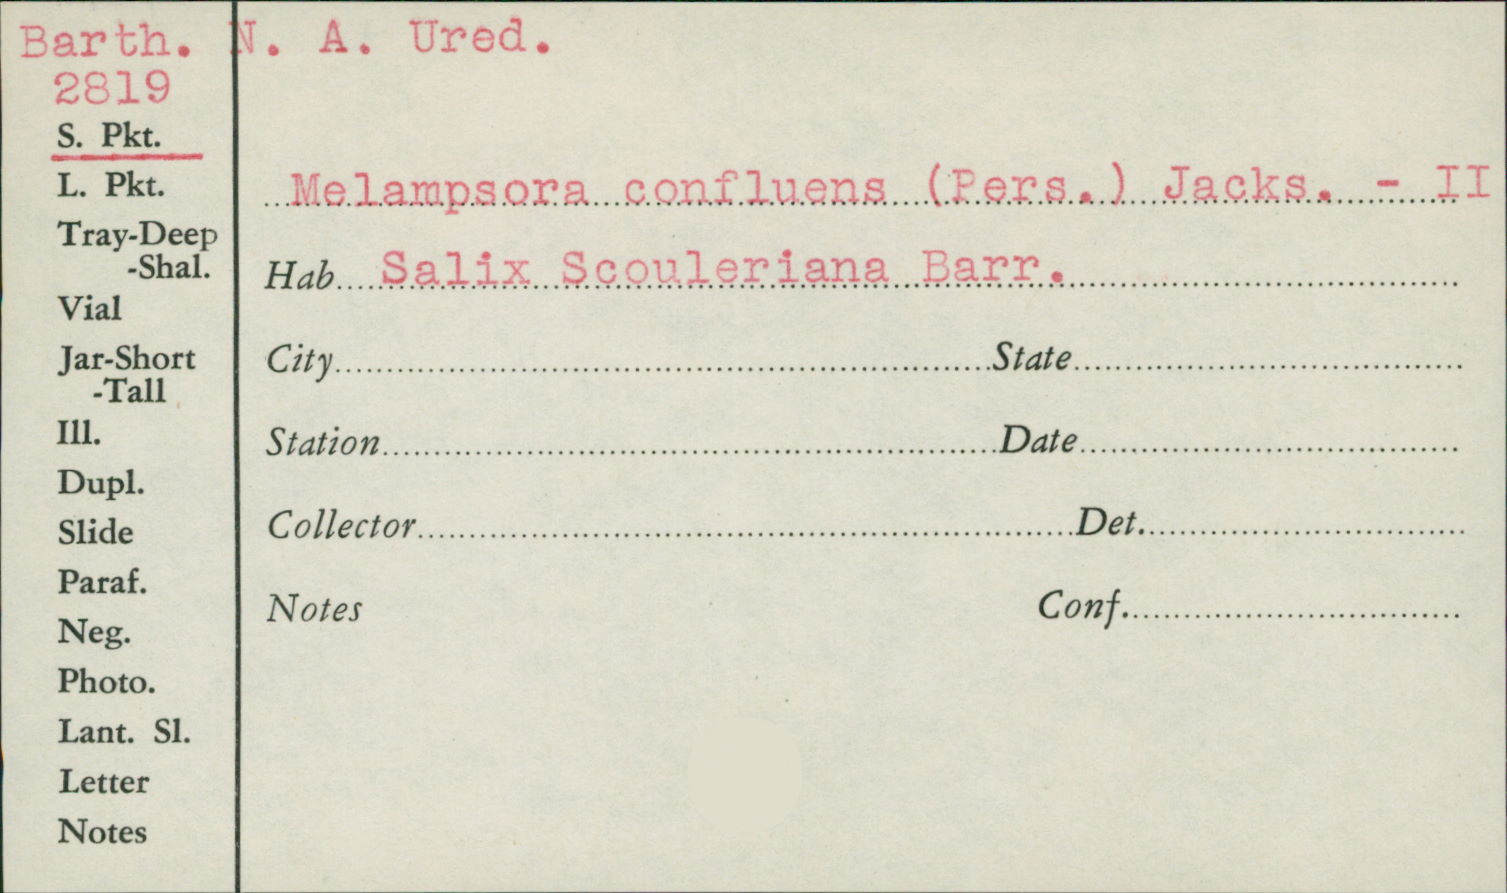 Barth. N. A. Ured.
2819
S. Pkt.
L. Pkt.
Tray-Deep
-Shal.
Vial
Jar-Short
-Tall
Ill.
Dupl.
Slide
Paraf.
Neg.
Photo.
Lant. Sl.
Letter
Notes
Melampsora confluens (Pers.) Jacks. - II
Hab. Salix Scouleriana Barr.
City State
Station Date
Collector Det.
Notes Conf.